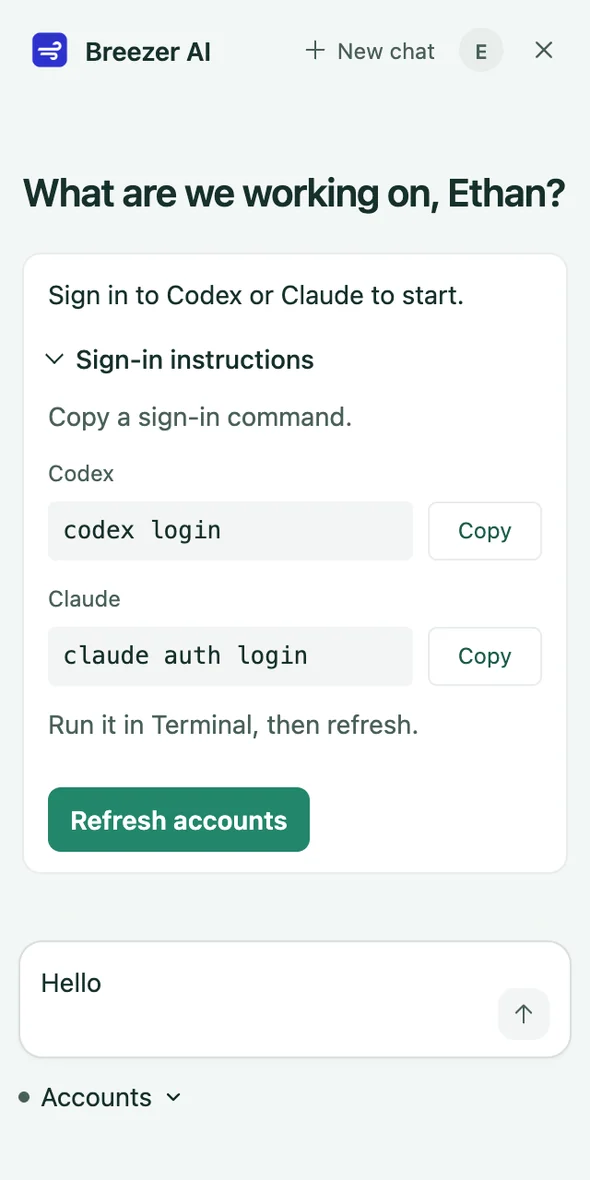 Breezer AI
New chat
E
What are we working on, Ethan?
Sign in to Codex or Claude to start.
Sign-in instructions
Copy a sign-in command.
Codex
codex login
Copy
Claude
claude auth login
Copy
Run it in Terminal, then refresh.
Refresh accounts
Hello
Accounts